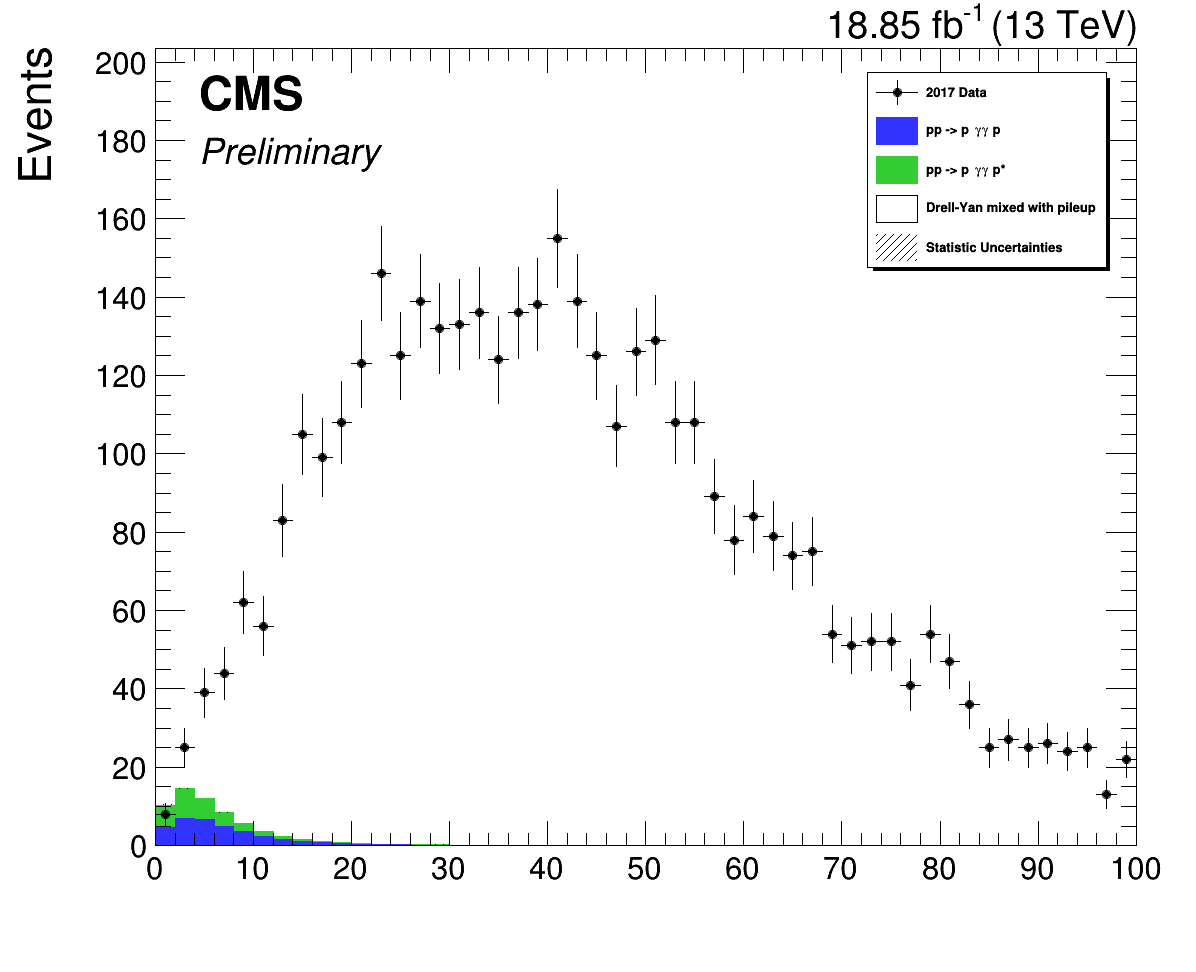 18.85 fb⁻¹ (13 TeV)
Events
CMS
Preliminary
2017 Data
pp -> p γγ p
pp -> p γγ p*
Drell-Yan mixed with pileup
Statistic Uncertainties
200
180
160
140
120
100
80
60
40
20
0
0 10 20 30 40 50 60 70 80 90 100